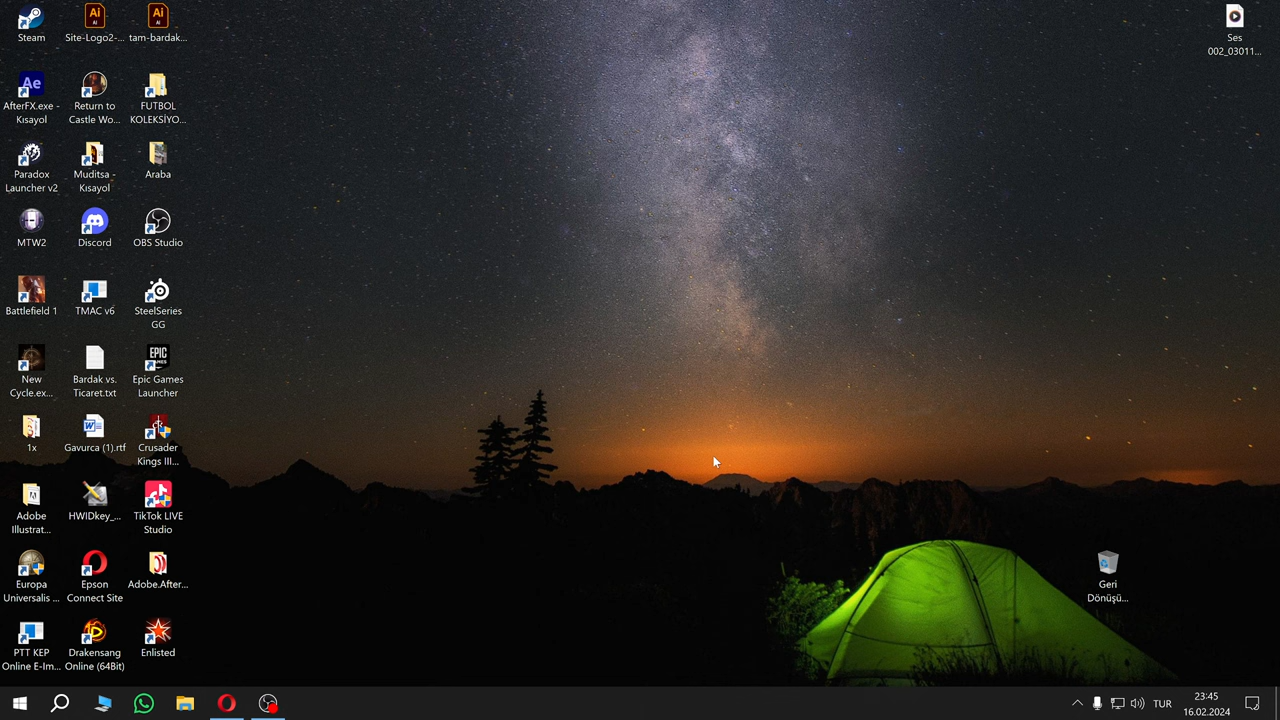 Steam
Site-Logo2-...
tam-bardak...
Ses
002_03011...
Ae
AfterFX.exe -
Kısayol
Return to
Castle Wo...
FUTBOL
KOLEKSİYO...
Paradox
Launcher v2
Muditsa -
Kısayol
Araba
MTW2
Discord
OBS Studio
Battlefield 1
TMAC v6
SteelSeries
GG
New
Cycle.ex...
Bardak vs.
Ticaret.txt
EPIC
GAMES
Epic Games
Launcher
1x
Gavurca (1).rtf
Crusader
Kings III...
Adobe
Illustrat...
HWIDkey_...
TikTok LIVE
Studio
Europa
Universalis ...
Epson
Connect Site
Adobe.After...
Geri
Dönüşü...
PTT KEP
Online E-Im...
Drakensang
Online (64Bit)
Enlisted
TUR
23:45
16.02.2024